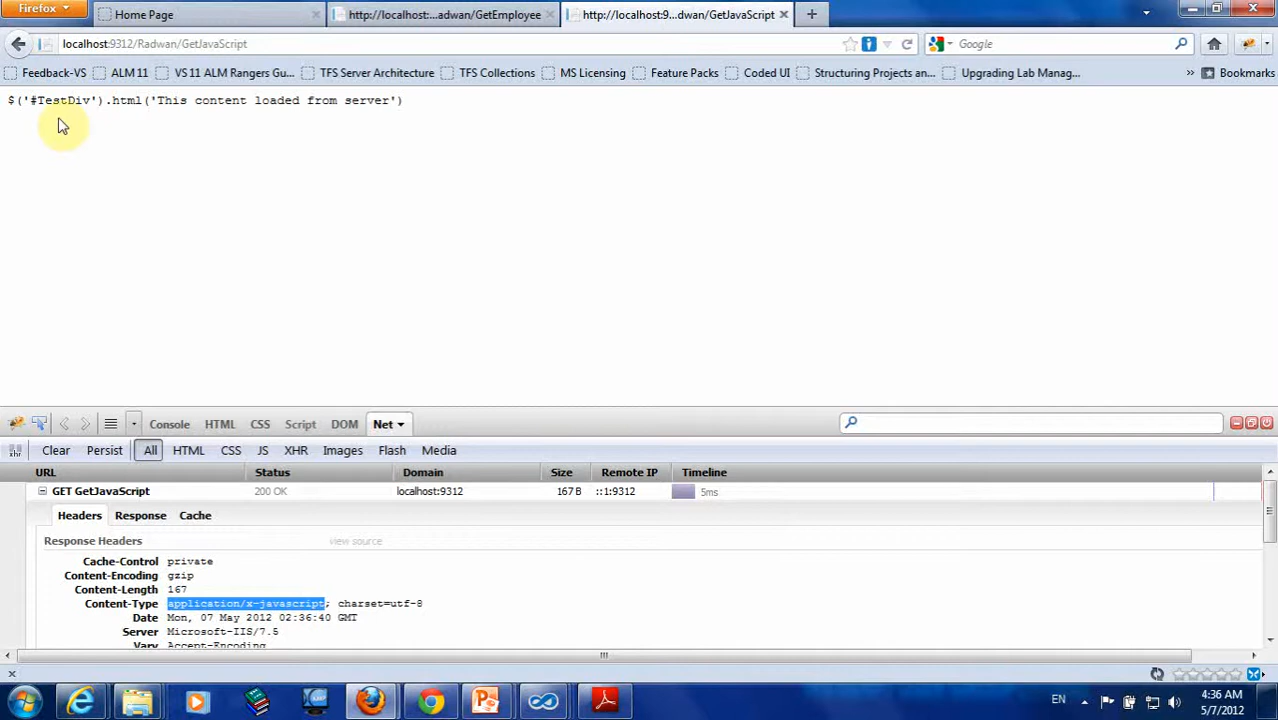 Firefox
Home Page
http://localhost:...adwan/GetEmployee
http://localhost:9...dwan/GetJavaScript
localhost:9312/Radwan/GetJavaScript
Google
Feedback-VS
ALM 11
VS 11 ALM Rangers Gu...
TFS Server Architecture
TFS Collections
MS Licensing
Feature Packs
Coded UI
Structuring Projects an...
Upgrading Lab Manag...
»
Bookmarks
$('#TestDiv').html('This content loaded from server')
Console HTML CSS Script DOM Net
Clear Persist All HTML CSS JS XHR Images Flash Media
URL Status Domain Size Remote IP Timeline
GET GetJavaScript 200 OK localhost:9312 167 B ::1:9312 5ms
Headers Response Cache
Response Headers view source
Cache-Control private
Content-Encoding gzip
Content-Length 167
Content-Type application/x-javascript; charset=utf-8
Date Mon, 07 May 2012 02:36:40 GMT
Server Microsoft-IIS/7.5
Vary Accept-Encoding
EN
4:36 AM
5/7/2012